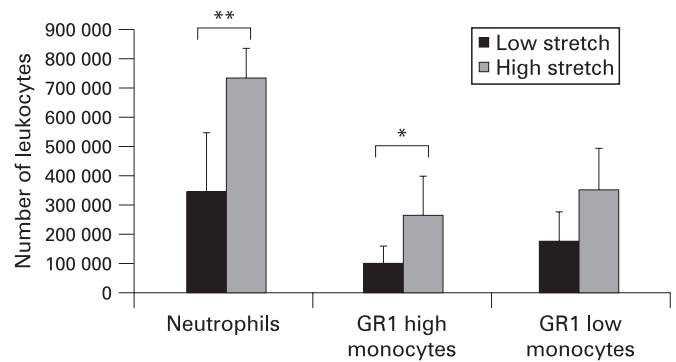 **
900 000
800 000
700 000
600 000
500 000
400 000
300 000
200 000
100 000
0
Number of leukocytes
*
Low stretch
High stretch
Neutrophils
GR1 high
monocytes
GR1 low
monocytes